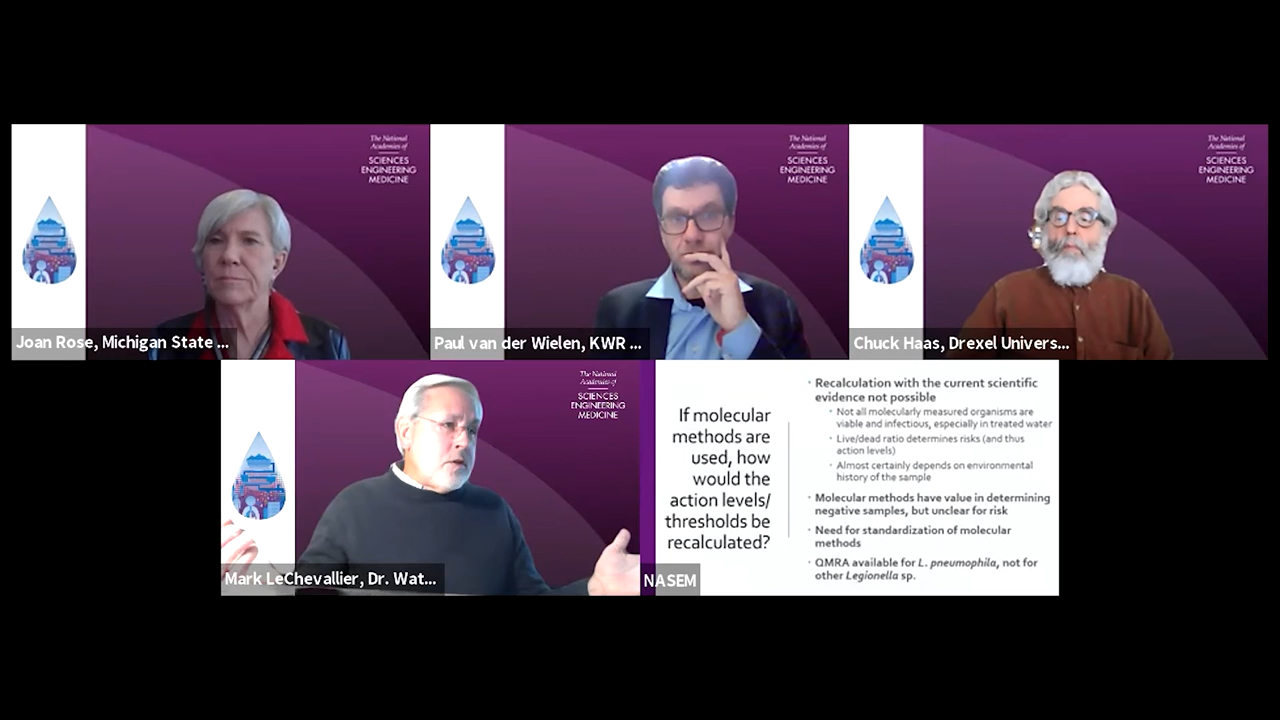 The National
Academies of
SCIENCES
ENGINEERING
MEDICINE
Joan Rose, Michigan State ...
The National
Academies of
SCIENCES
ENGINEERING
MEDICINE
Paul van der Wielen, KWR ...
The National
Academies of
SCIENCES
ENGINEERING
MEDICINE
Chuck Haas, Drexel Univers...
The National
Academies of
SCIENCES
ENGINEERING
MEDICINE
Mark LeChevallier, Dr. Wat...
If molecular
methods are
used, how
would the
action levels/
thresholds be
recalculated?
· Recalculation with the current scientific
evidence not possible
· Not all molecularly measured organisms are
viable and infectious, especially in treated water
· Live/dead ratio determines risks (and thus
action levels)
· Almost certainly depends on environmental
history of the sample
· Molecular methods have value in determining
negative samples, but unclear for risk
· Need for standardization of molecular
methods
· QMRA available for L. pneumophila, not for
other Legionella sp.
NASEM